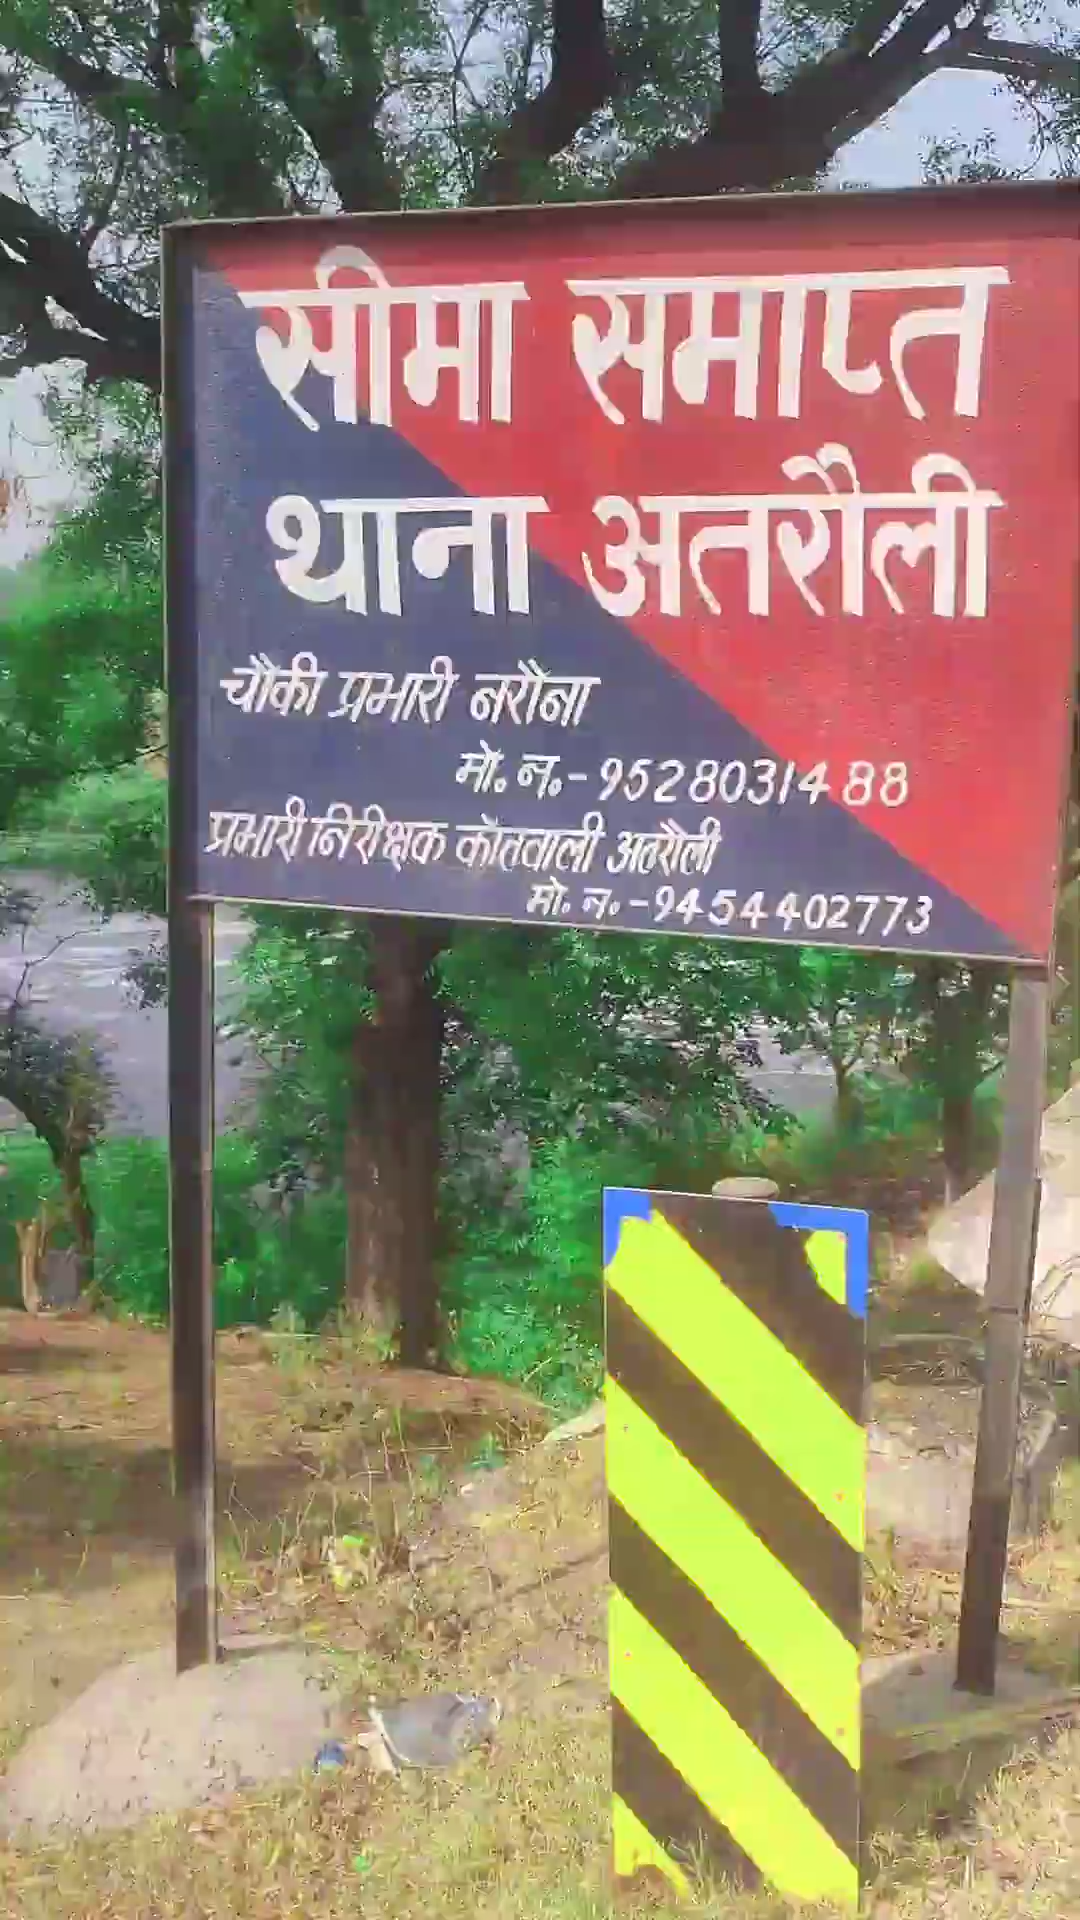 सीमा समाप्त
थाना अतरौली
चौकी प्रभारी नरौना
मो. न.- 9528031488
प्रभारी निरीक्षक कोतवाली अतरौली
मो. न. -9454402773